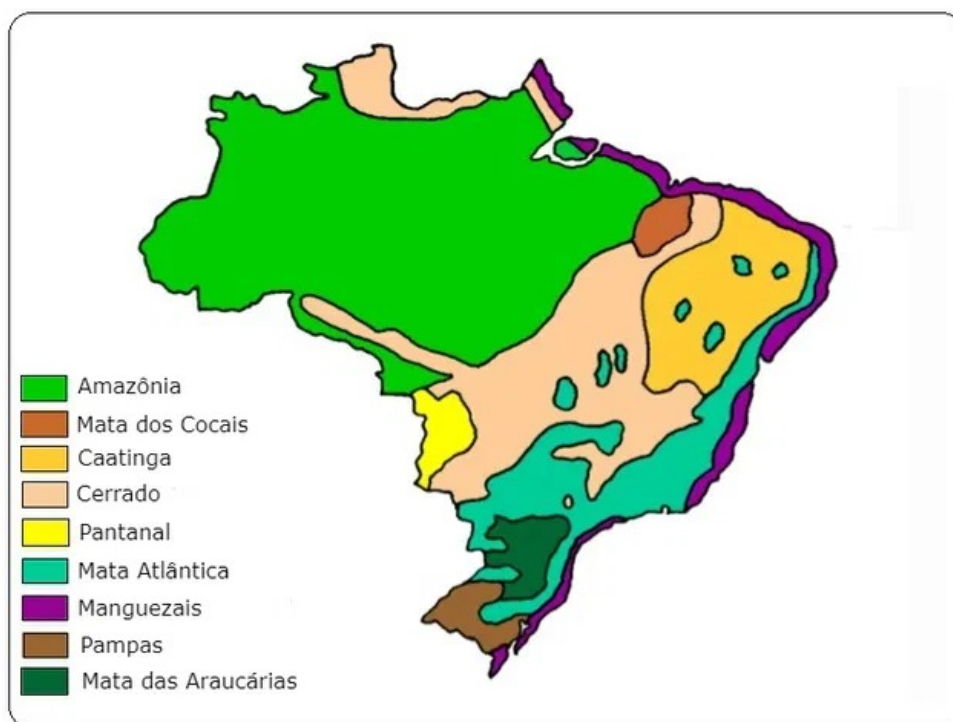 Amazônia
Mata dos Cocais
Caatinga
Cerrado
Pantanal
Mata Atlântica
Manguezais
Pampas
Mata das Araucárias